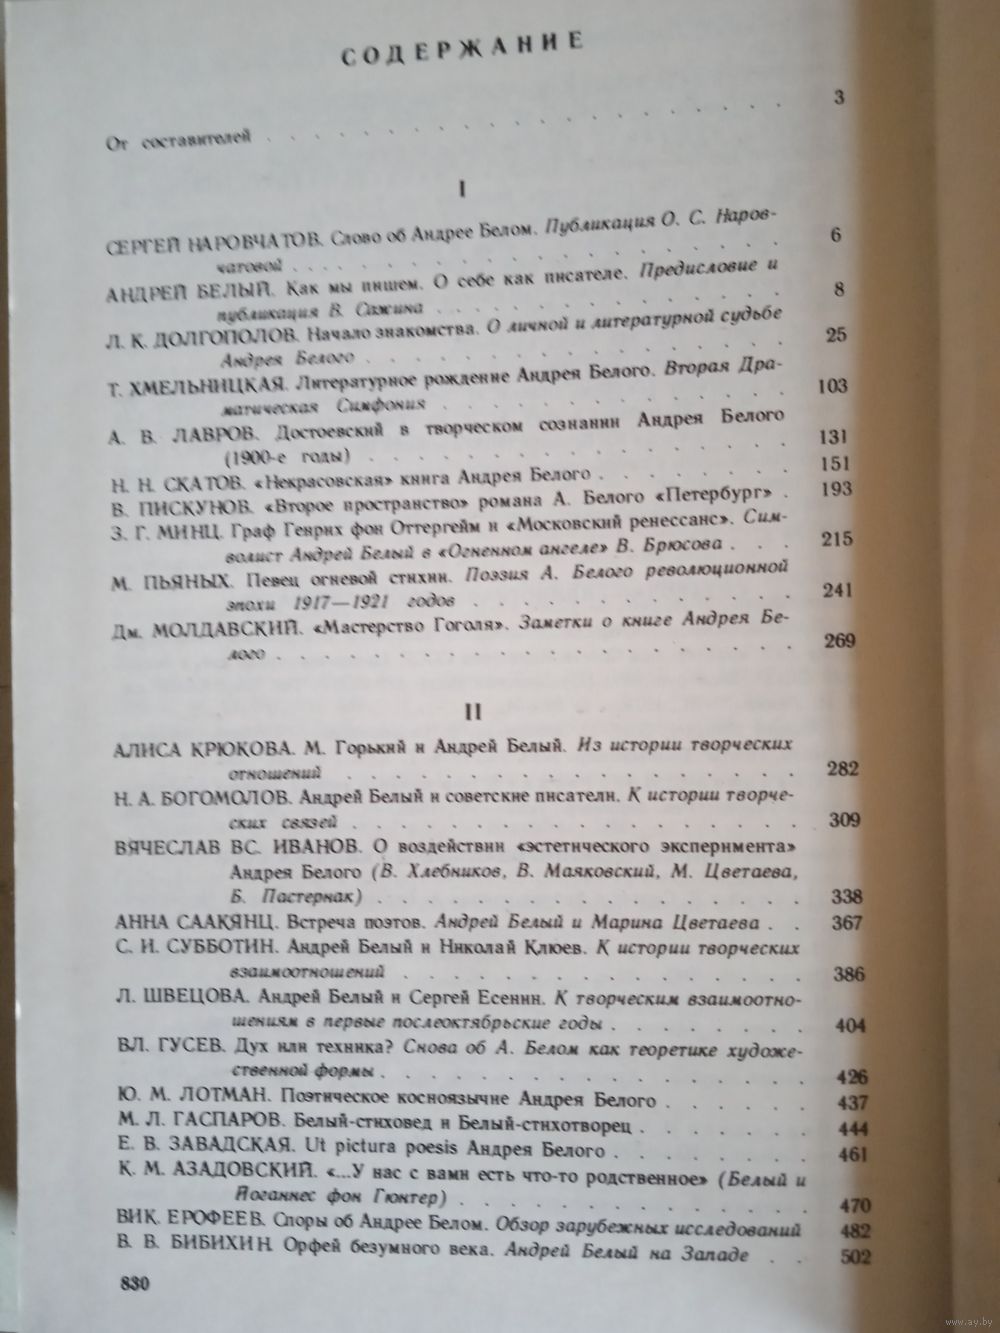 СОДЕРЖАНИЕ
От составителей . . . . . . . . . . . . . . . . . 3
I
СЕРГЕЙ НАРОВЧАТОВ. Слово об Андрее Белом. Публикация О. С. Наров-
чатовой . . . . . . . . . . . . . . . . 6
АНДРЕЙ БЕЛЫЙ. Как мы пишем. О себе как писателе. Предисловие и
публикация В. Сажина . . . . . . . . . . . 8
Л. К. ДОЛГОПОЛОВ. Начало знакомства. О личной и литературной судьбе
Андрея Белого . . . . . . . . . . . . . . 25
Т. ХМЕЛЬНИЦКАЯ. Литературное рождение Андрея Белого. Вторая Дра-
матическая Симфония . . . . . . . . . . . 103
А. В. ЛАВРОВ. Достоевский в творческом сознании Андрея Белого
(1900-е годы) . . . . . . . . . . . . . . 131
Н. Н. СКАТОВ. «Некрасовская» книга Андрея Белого . . . . . . 151
В. ПИСКУНОВ. «Второе пространство» романа А. Белого «Петербург» . 193
З. Г. МИНЦ. Граф Генрих фон Оттергейм и «Московский ренессанс». Сим-
волист Андрей Белый в «Огненном ангеле» В. Брюсова . . . 215
М. ПЬЯНЫХ. Певец огневой стихии. Поэзия А. Белого революционной
эпохи 1917—1921 годов . . . . . . . . . . 241
Дм. МОЛДАВСКИЙ. «Мастерство Гоголя». Заметки о книге Андрея Бе-
лого . . . . . . . . . . . . . . . . . 269
II
АЛИСА КРЮКОВА. М. Горький и Андрей Белый. Из истории творческих
отношений . . . . . . . . . . . . . . . 282
Н. А. БОГОМОЛОВ. Андрей Белый и советские писатели. К истории творче-
ских связей . . . . . . . . . . . . . . 309
ВЯЧЕСЛАВ ВС. ИВАНОВ. О воздействии «эстетического эксперимента»
Андрея Белого (В. Хлебников, В. Маяковский, М. Цветаева,
Б. Пастернак) . . . . . . . . . . . . . 338
АННА СААКЯНЦ. Встреча поэтов. Андрей Белый и Марина Цветаева . . 367
С. И. СУББОТИН. Андрей Белый и Николай Клюев. К истории творческих
взаимоотношений . . . . . . . . . . . . 386
Л. ШВЕЦОВА. Андрей Белый и Сергей Есенин. К творческим взаимоотно-
шениям в первые послеоктябрьские годы . . . . . . . 404
ВЛ. ГУСЕВ. Дух или техника? Снова об А. Белом как теоретике художе-
ственной формы . . . . . . . . . . . . . 426
Ю. М. ЛОТМАН. Поэтическое косноязычие Андрея Белого . . . . . 437
М. Л. ГАСПАРОВ. Белый-стиховед и Белый-стихотворец . . . . . . 444
Е. В. ЗАВАДСКАЯ. Ut pictura poesis Андрея Белого . . . . . . . 461
К. М. АЗАДОВСКИЙ. «...У нас с вами есть что-то родственное» (Белый и
Йоганнес фон Гюнтер) . . . . . . . . . . 470
ВИК. ЕРОФЕЕВ. Споры об Андрее Белом. Обзор зарубежных исследований 482
В. В. БИБИХИН. Орфей безумного века. Андрей Белый на Западе . . 502
830
www.ay.by